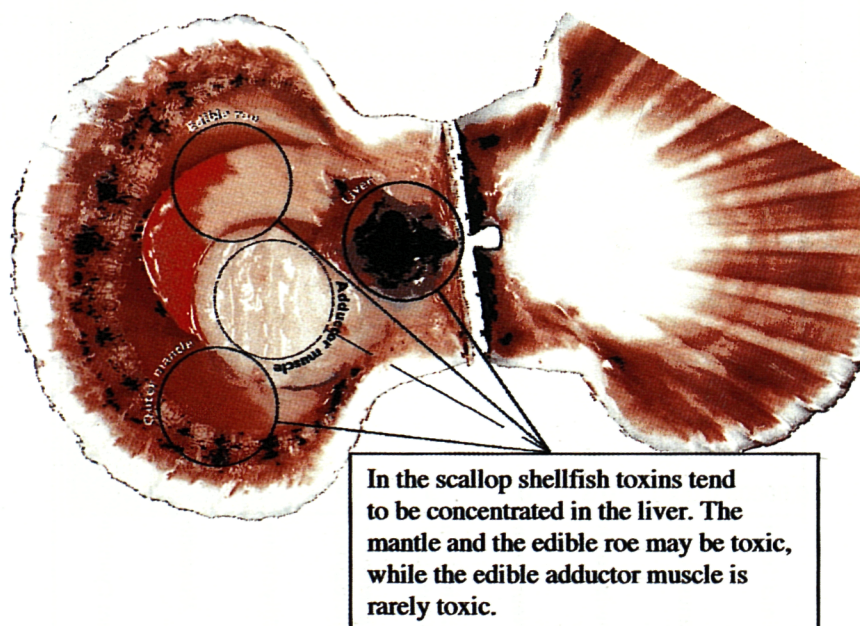 Edible roe
Liver
Adductor muscle
Outer mantle
In the scallop shellfish toxins tend
to be concentrated in the liver. The
mantle and the edible roe may be toxic,
while the edible adductor muscle is
rarely toxic.